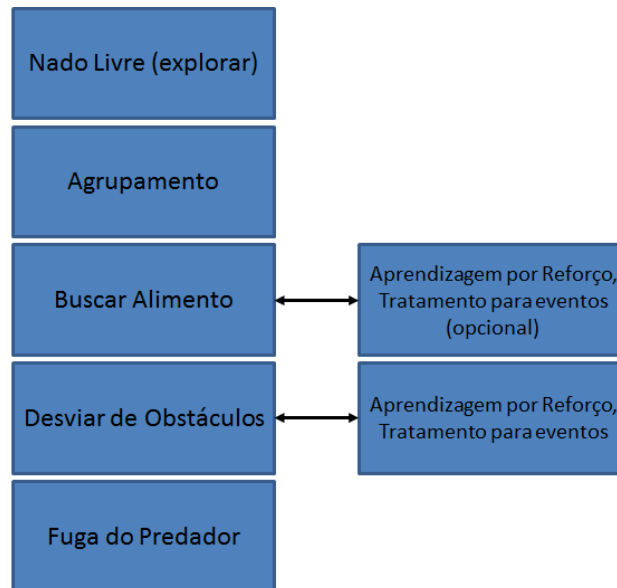 Nado Livre (explorar)
Agrupamento
Buscar Alimento
Aprendizagem por Reforço,
Tratamento para eventos
(opcional)
Desviar de Obstáculos
Aprendizagem por Reforço,
Tratamento para eventos
Fuga do Predador